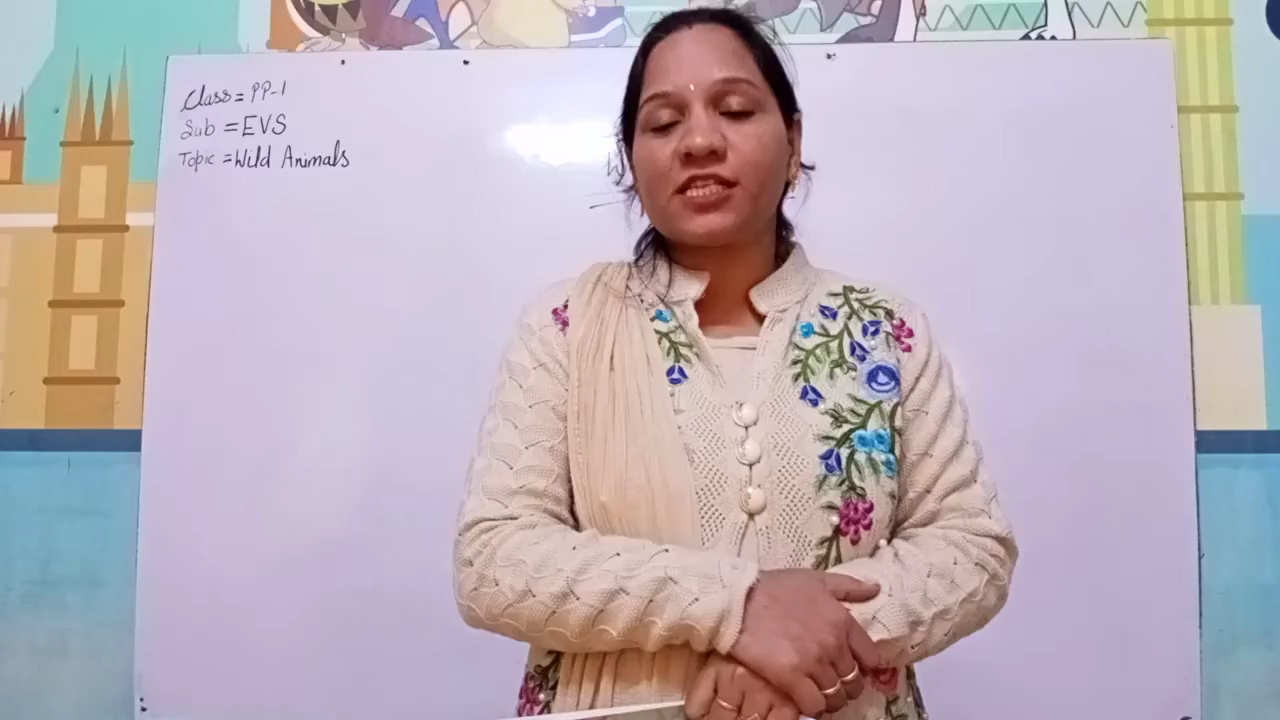 Class = PP-1
Sub = EVS
Topic = Wild Animals